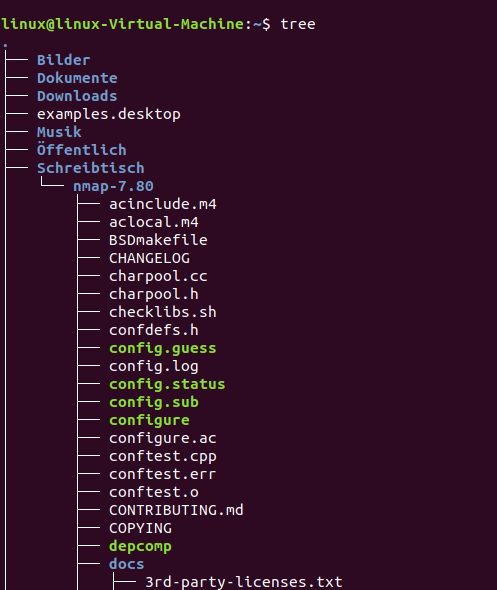 linux@linux-Virtual-Machine:~$ tree
.
├── Bilder
├── Dokumente
├── Downloads
├── examples.desktop
├── Musik
├── Öffentlich
├── Schreibtisch
│   └── nmap-7.80
│       ├── acinclude.m4
│       ├── aclocal.m4
│       ├── BSDmakefile
│       ├── CHANGELOG
│       ├── charpool.cc
│       ├── charpool.h
│       ├── checklibs.sh
│       ├── confdefs.h
│       ├── config.guess
│       ├── config.log
│       ├── config.status
│       ├── config.sub
│       ├── configure
│       ├── configure.ac
│       ├── conftest.cpp
│       ├── conftest.err
│       ├── conftest.o
│       ├── CONTRIBUTING.md
│       ├── COPYING
│       ├── depcomp
│       ├── docs
│       │   ├── 3rd-party-licenses.txt